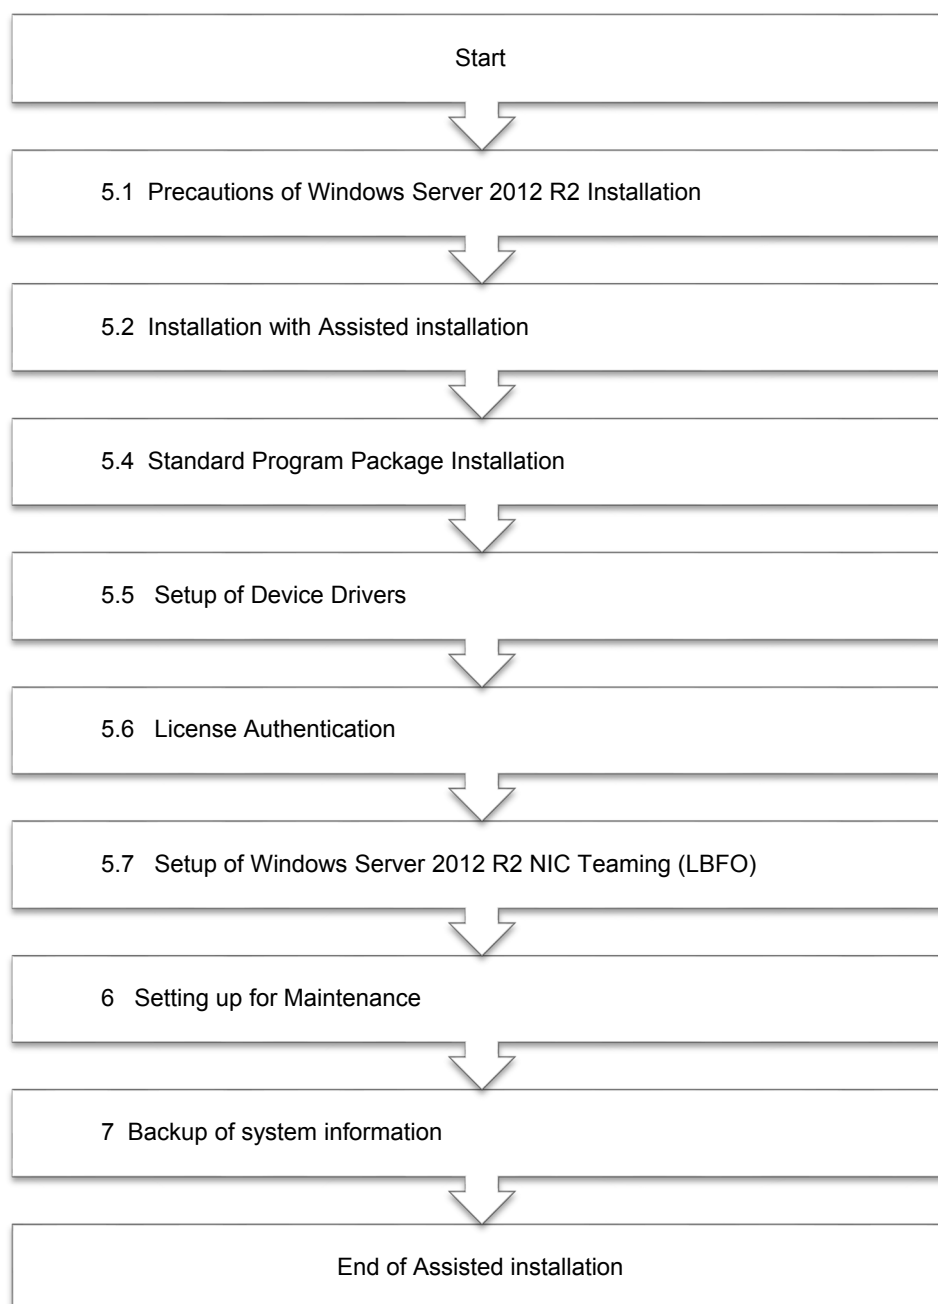 Start
5.1 Precautions of Windows Server 2012 R2 Installation
5.2 Installation with Assisted installation
5.4 Standard Program Package Installation
5.5 Setup of Device Drivers
5.6 License Authentication
5.7 Setup of Windows Server 2012 R2 NIC Teaming (LBFO)
6 Setting up for Maintenance
7 Backup of system information
End of Assisted installation